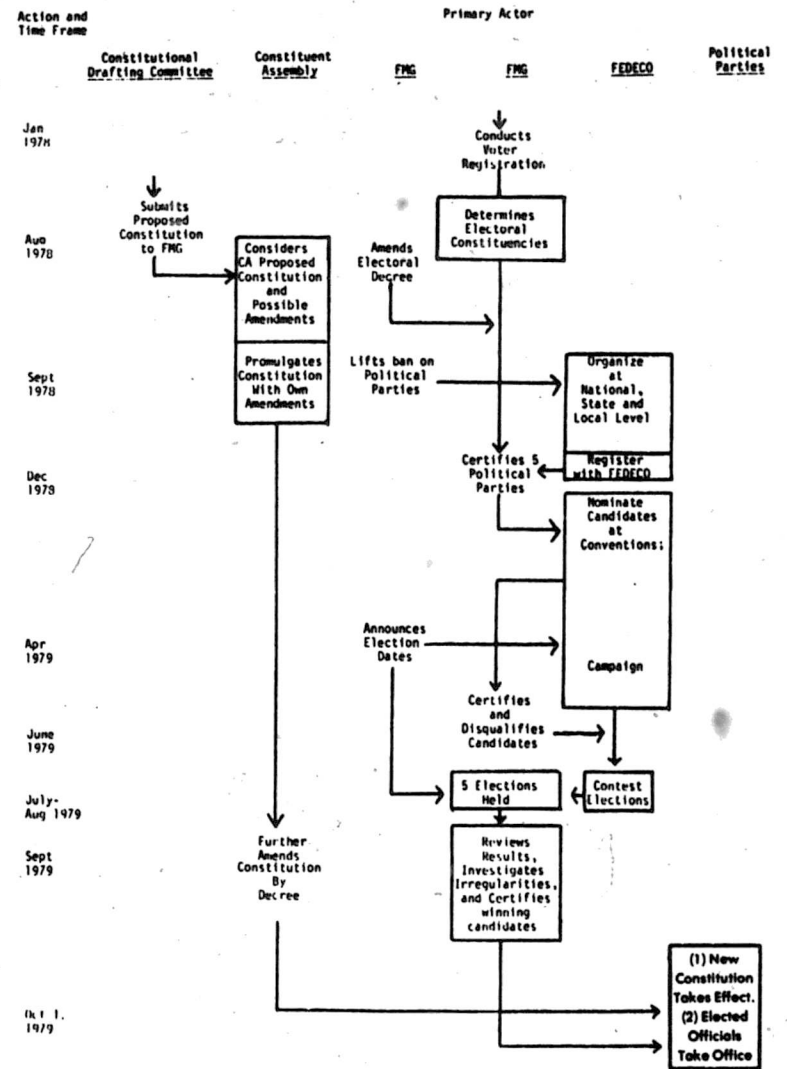 Action and
Time Frame
Primary Actor
Constitutional
Drafting Committee
Constituent
Assembly
FMG
FMG
FEDECO
Political
Parties
Jan
1978
Conducts
Voter
Registration
Submits
Proposed
Constitution
to FMG
Determines
Electoral
Constituencies
Aug
1978
Considers
CA Proposed
Constitution
and
Possible
Amendments
Amends
Electoral
Decree
Promulgates
Constitution
With Own
Amendments
Lifts ban on
Political
Parties
Organize
at
National,
State and
Local Level
Sept
1978
Certifies 5
Political
Parties
Register
with FEDECO
Dec
1978
Nominate
Candidates
at
Conventions;
Announces
Election
Dates
Apr
1979
Campaign
Certifies
and
Disqualifies
Candidates
June
1979
5 Elections
Held
Contest
Elections
July-
Aug 1979
Further
Amends
Constitution
By
Decree
Reviews
Results,
Investigates
Irregularities,
and Certifies
winning
candidates
Sept
1979
(1) New
Constitution
Takes Effect.
(2) Elected
Officials
Take Office
Oct 1,
1979